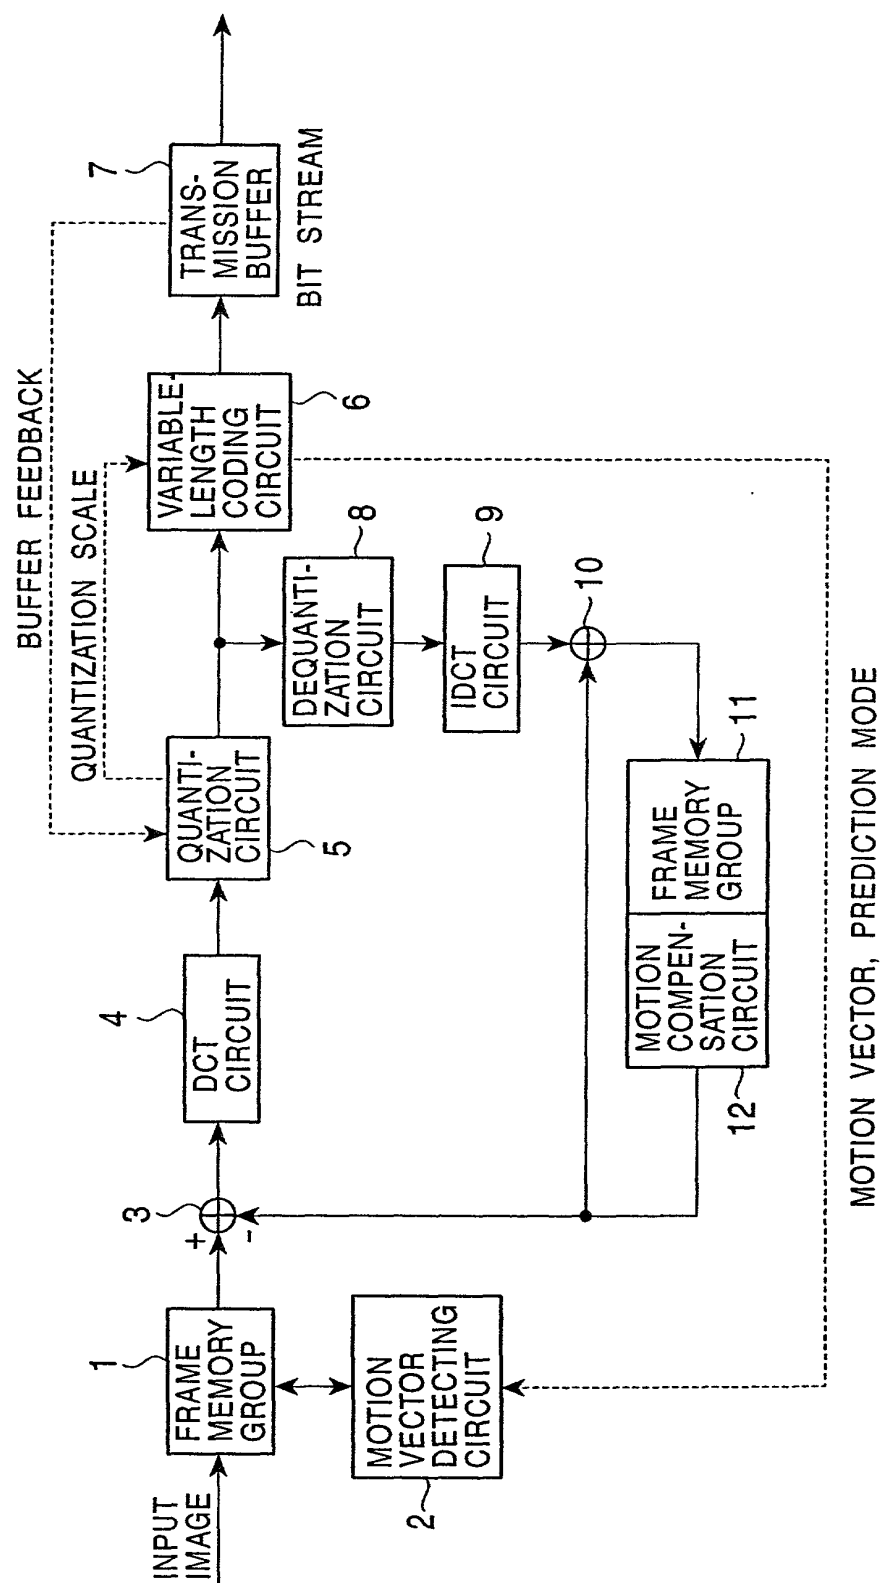 INPUT
IMAGE
1
FRAME
MEMORY
GROUP
2
MOTION
VECTOR
DETECTING
CIRCUIT
3
+
-
4
DCT
CIRCUIT
5
QUANTI-
ZATION
CIRCUIT
BUFFER FEEDBACK
QUANTIZATION SCALE
VARIABLE-
LENGTH
CODING
CIRCUIT
6
7
TRANS-
MISSION
BUFFER
BIT STREAM
DEQUANTI-
ZATION
CIRCUIT
8
IDCT
CIRCUIT
9
10
FRAME
MEMORY
GROUP
11
MOTION
COMPEN-
SATION
CIRCUIT
12
MOTION VECTOR, PREDICTION MODE